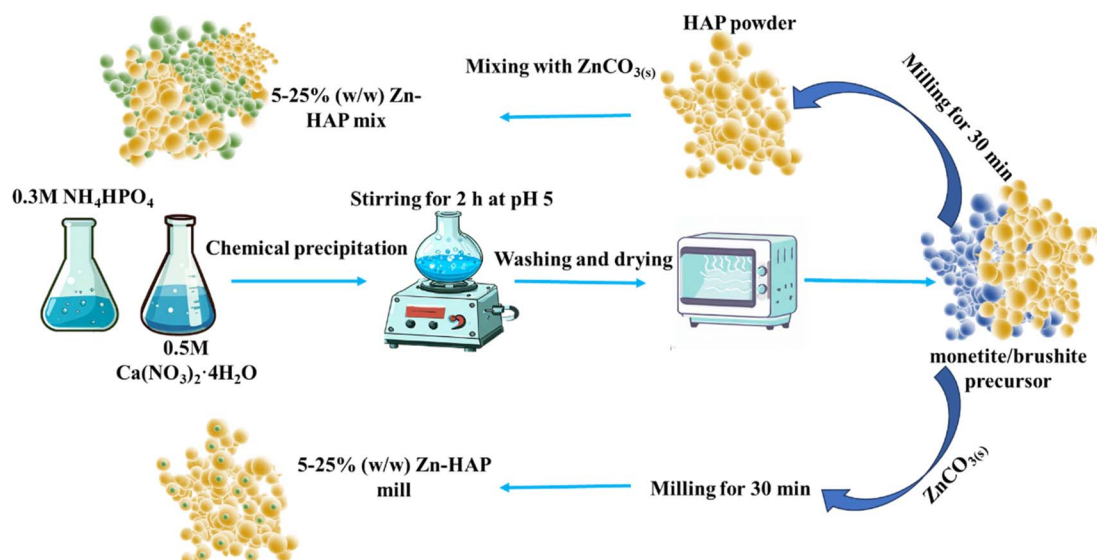 HAP powder
Mixing with ZnCO₃₍ₛ₎
Milling for 30 min
5-25% (w/w) Zn-
HAP mix
0.3M NH₄HPO₄
Stirring for 2 h at pH 5
Chemical precipitation
Washing and drying
0.5M
Ca(NO₃)₂·4H₂O
monetite/brushite
precursor
ZnCO₃₍ₛ₎
5-25% (w/w) Zn-HAP
mill
Milling for 30 min